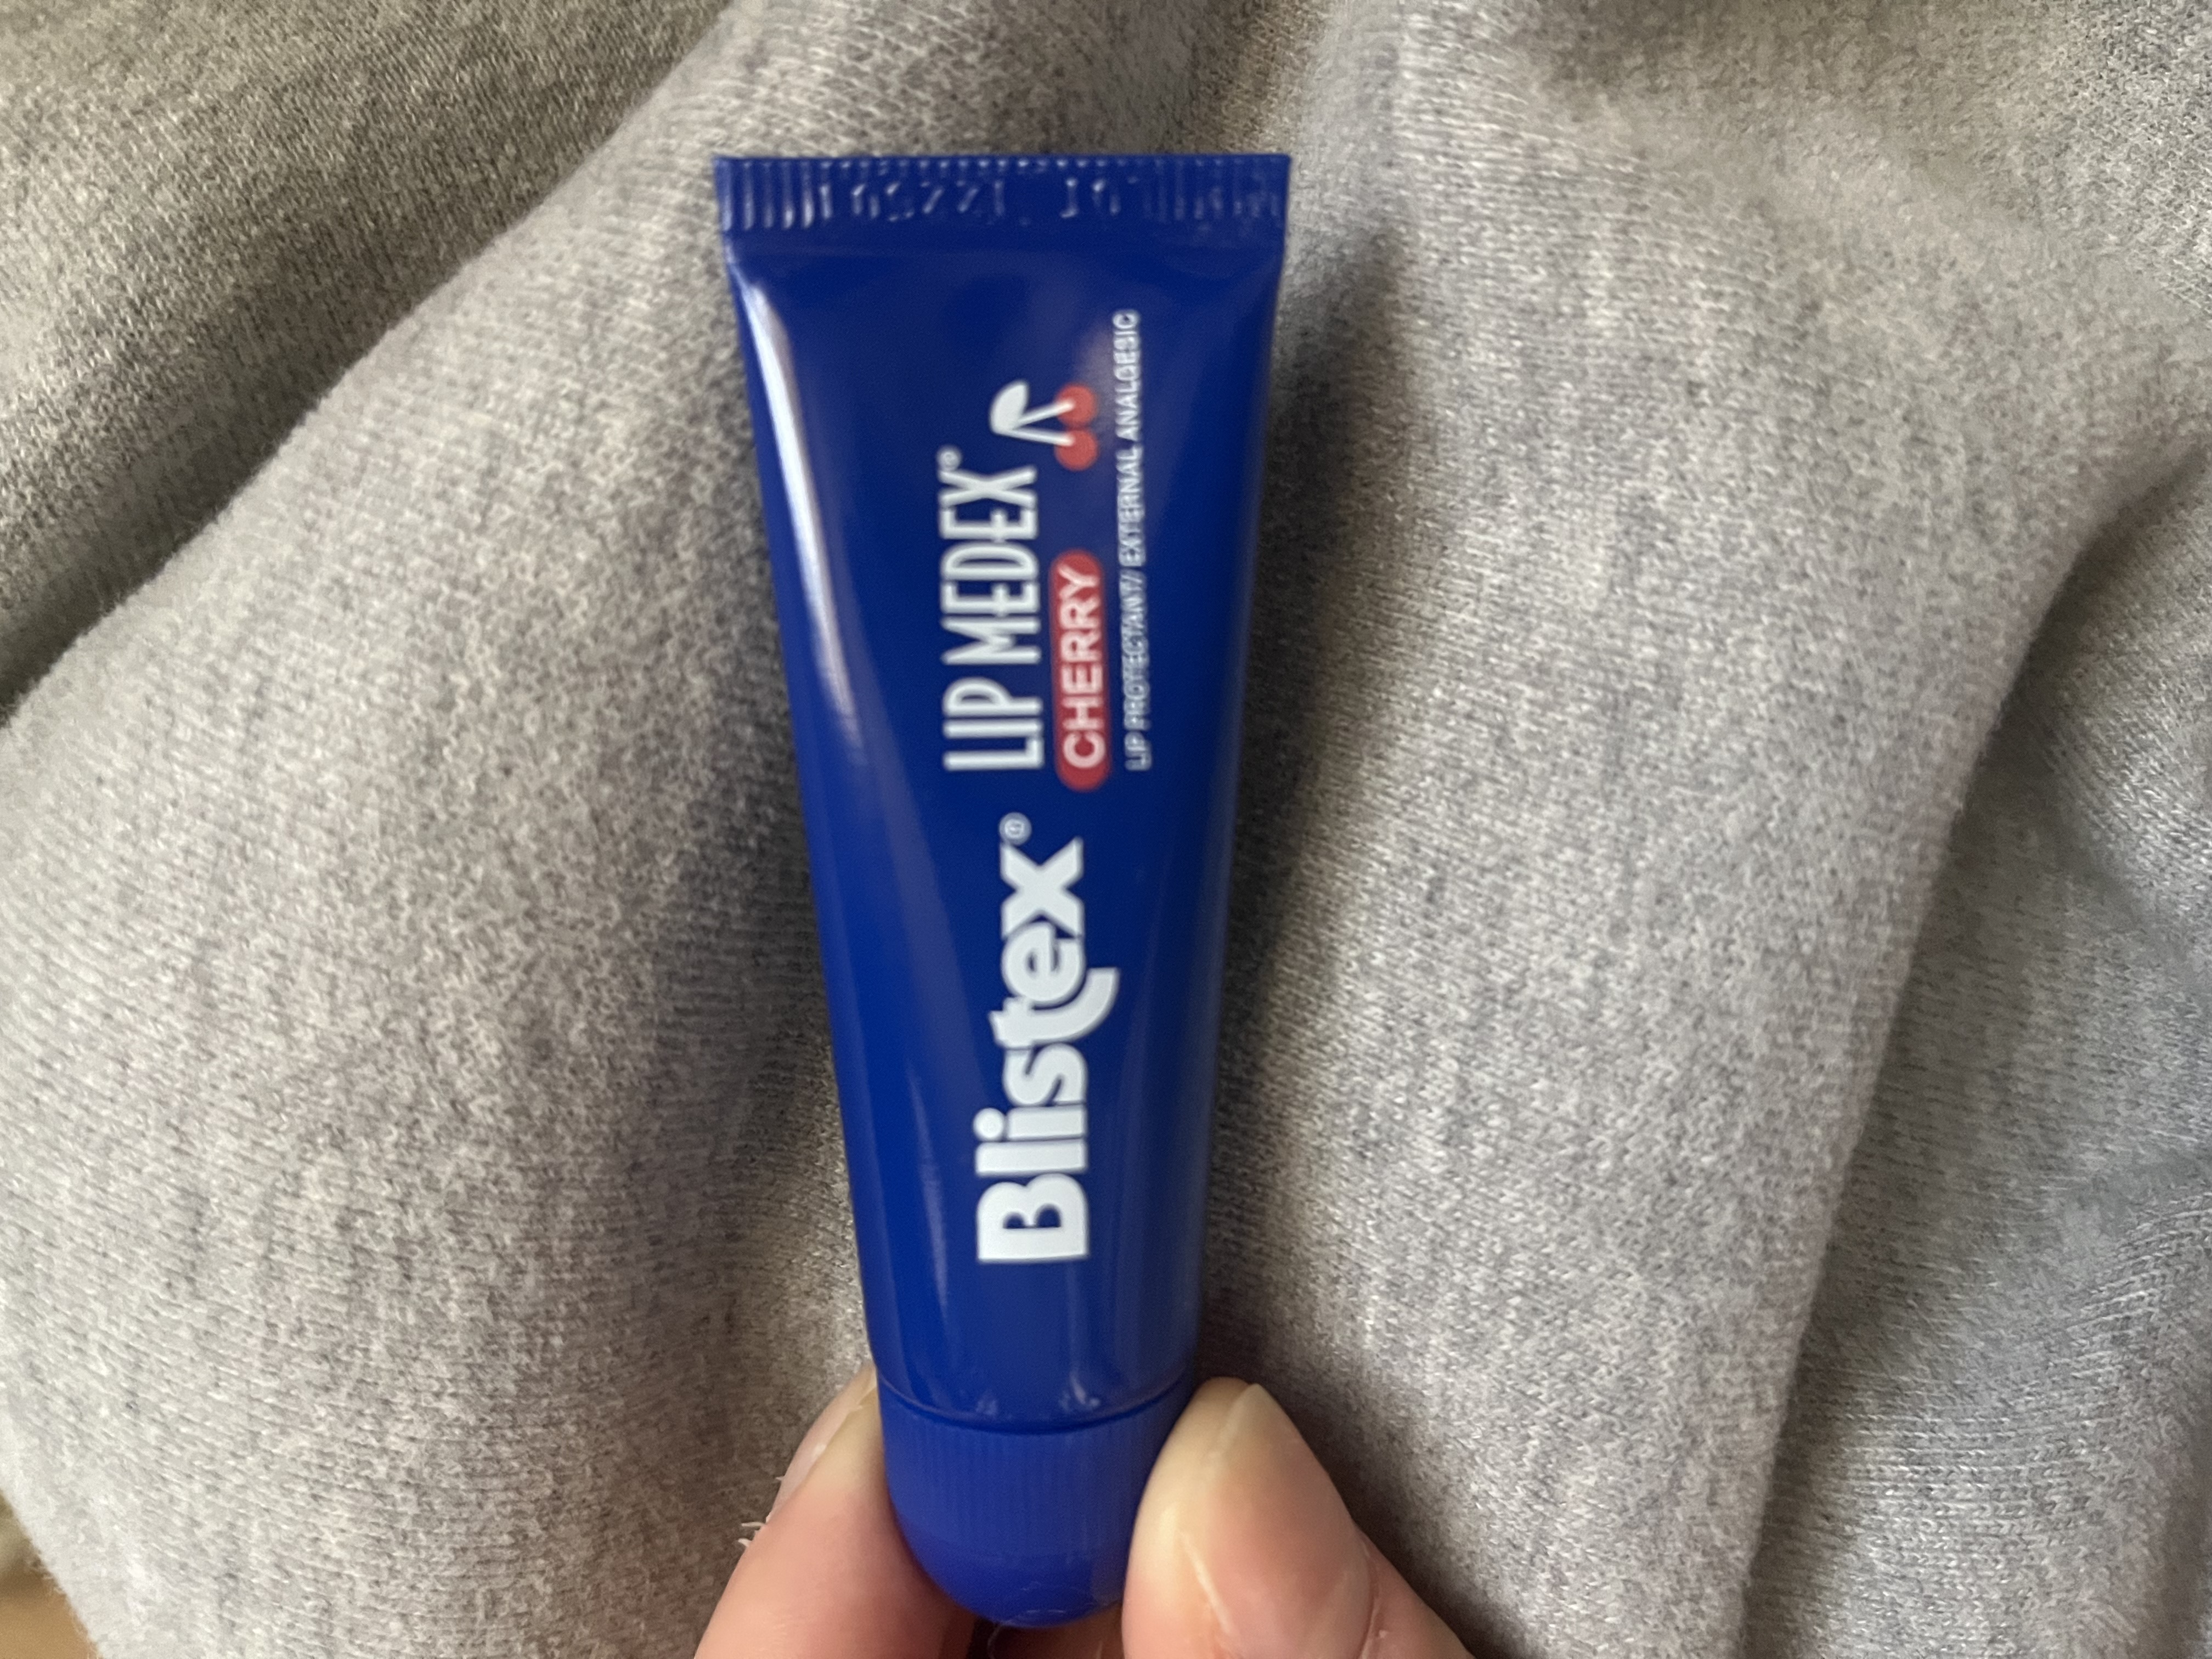 Blistex®
LIP MEDEX®
CHERRY
LIP PROTECTANT/ EXTERNAL ANALGESIC